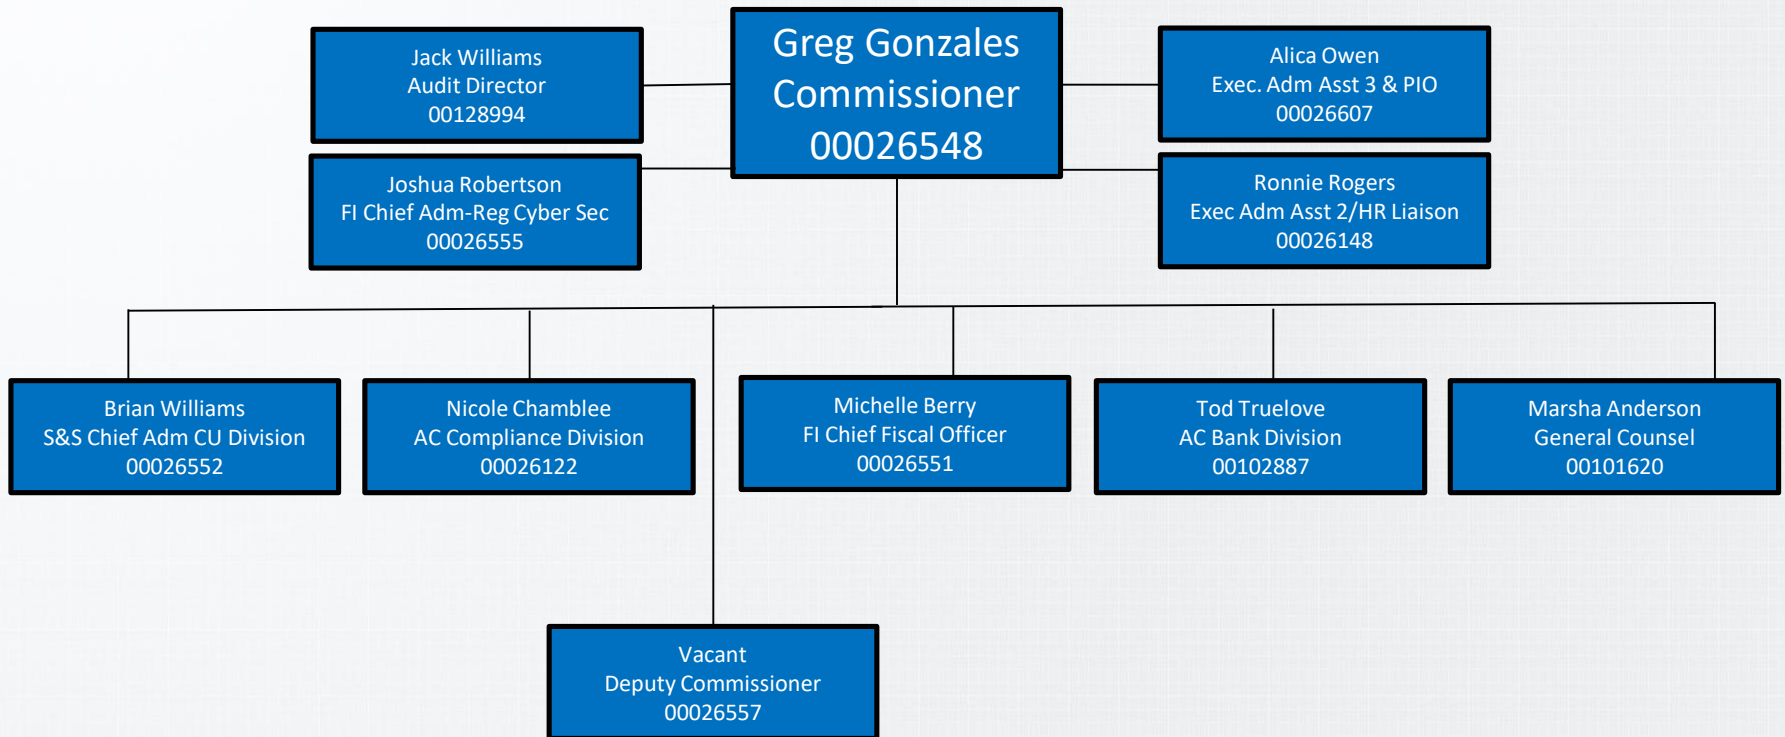 Jack Williams
Audit Director
00128994
Greg Gonzales
Commissioner
00026548
Alica Owen
Exec. Adm Asst 3 & PIO
00026607
Joshua Robertson
FI Chief Adm-Reg Cyber Sec
00026555
Ronnie Rogers
Exec Adm Asst 2/HR Liaison
00026148
Brian Williams
S&S Chief Adm CU Division
00026552
Nicole Chamblee
AC Compliance Division
00026122
Michelle Berry
FI Chief Fiscal Officer
00026551
Tod Truelove
AC Bank Division
00102887
Marsha Anderson
General Counsel
00101620
Vacant
Deputy Commissioner
00026557